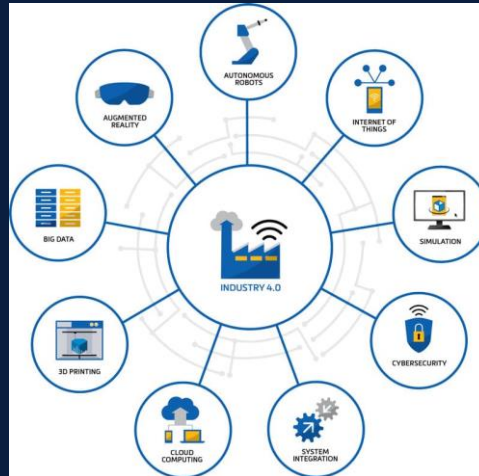 AUTONOMOUS
ROBOTS
INTERNET OF
THINGS
SIMULATION
CYBERSECURITY
SYSTEM
INTEGRATION
CLOUD
COMPUTING
3D PRINTING
BIG DATA
AUGMENTED
REALITY
INDUSTRY 4.0